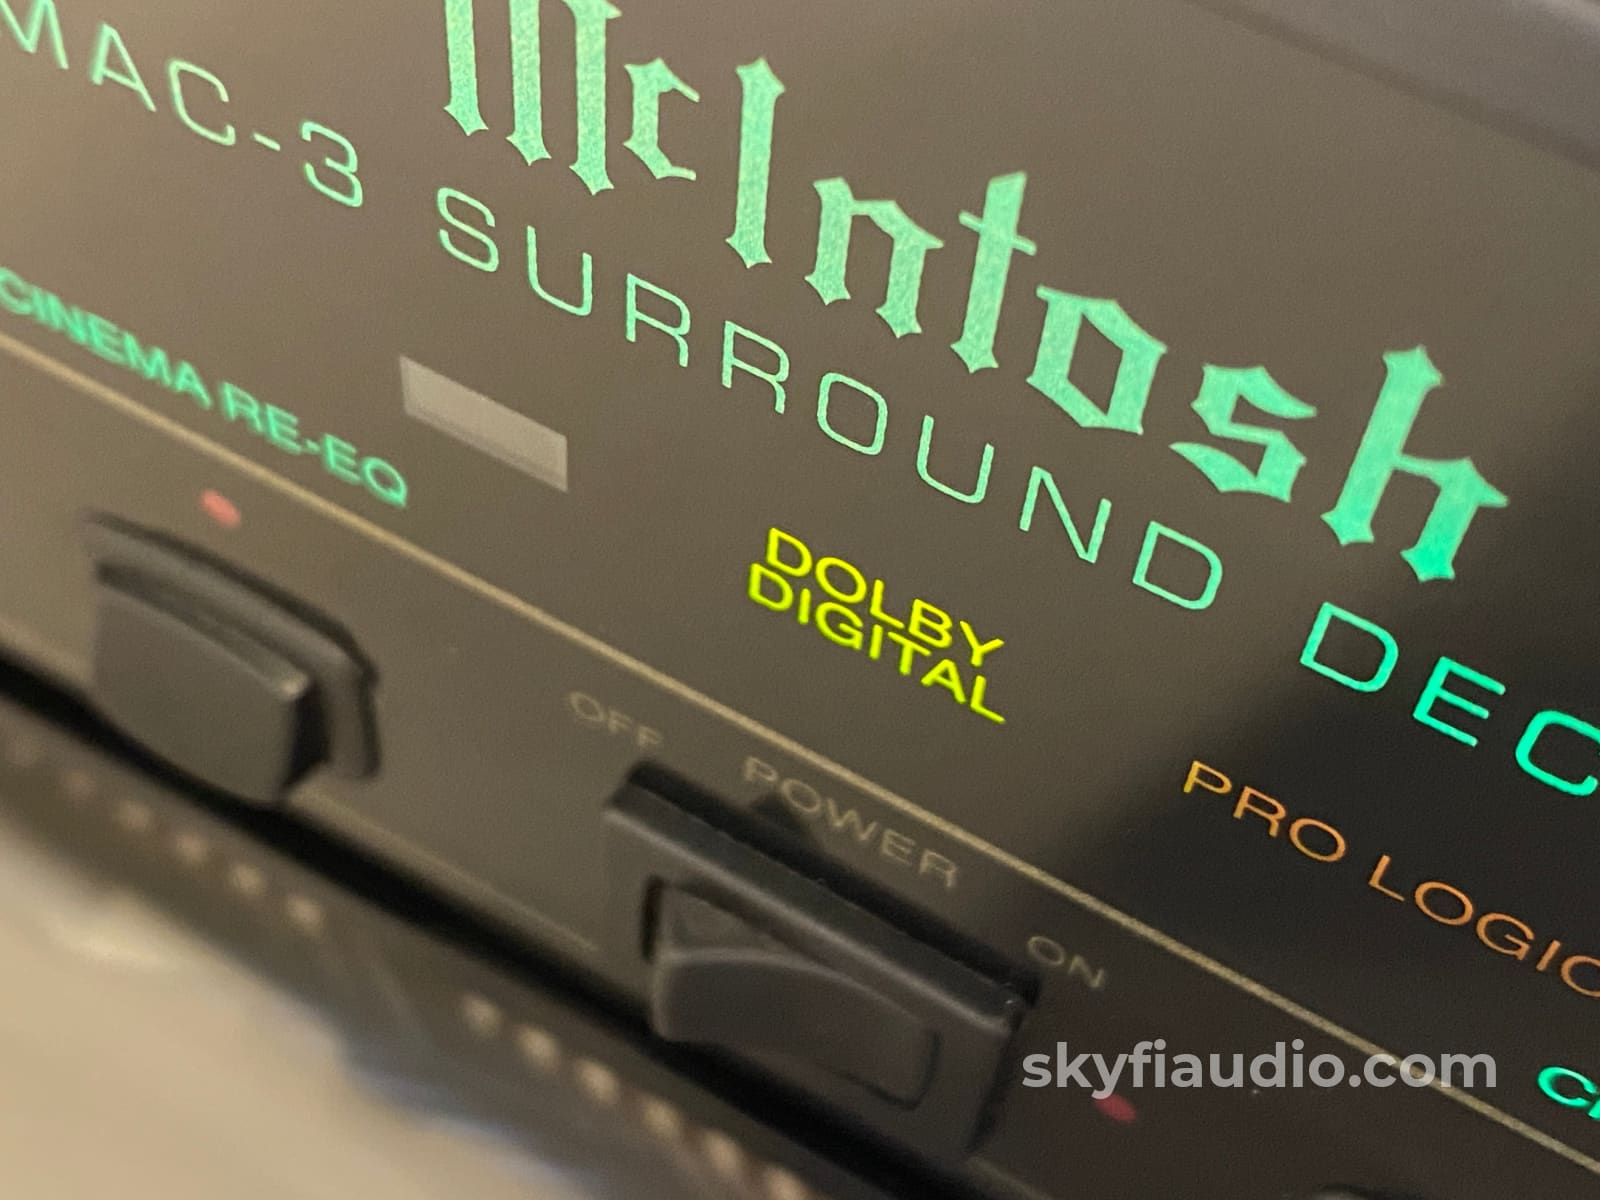 McIntosh
MAC-3 SURROUND DEC
CINEMA RE-EQ
DOLBY
DIGITAL
PRO LOGIC
OFF
POWER
ON
skyfiaudio.com